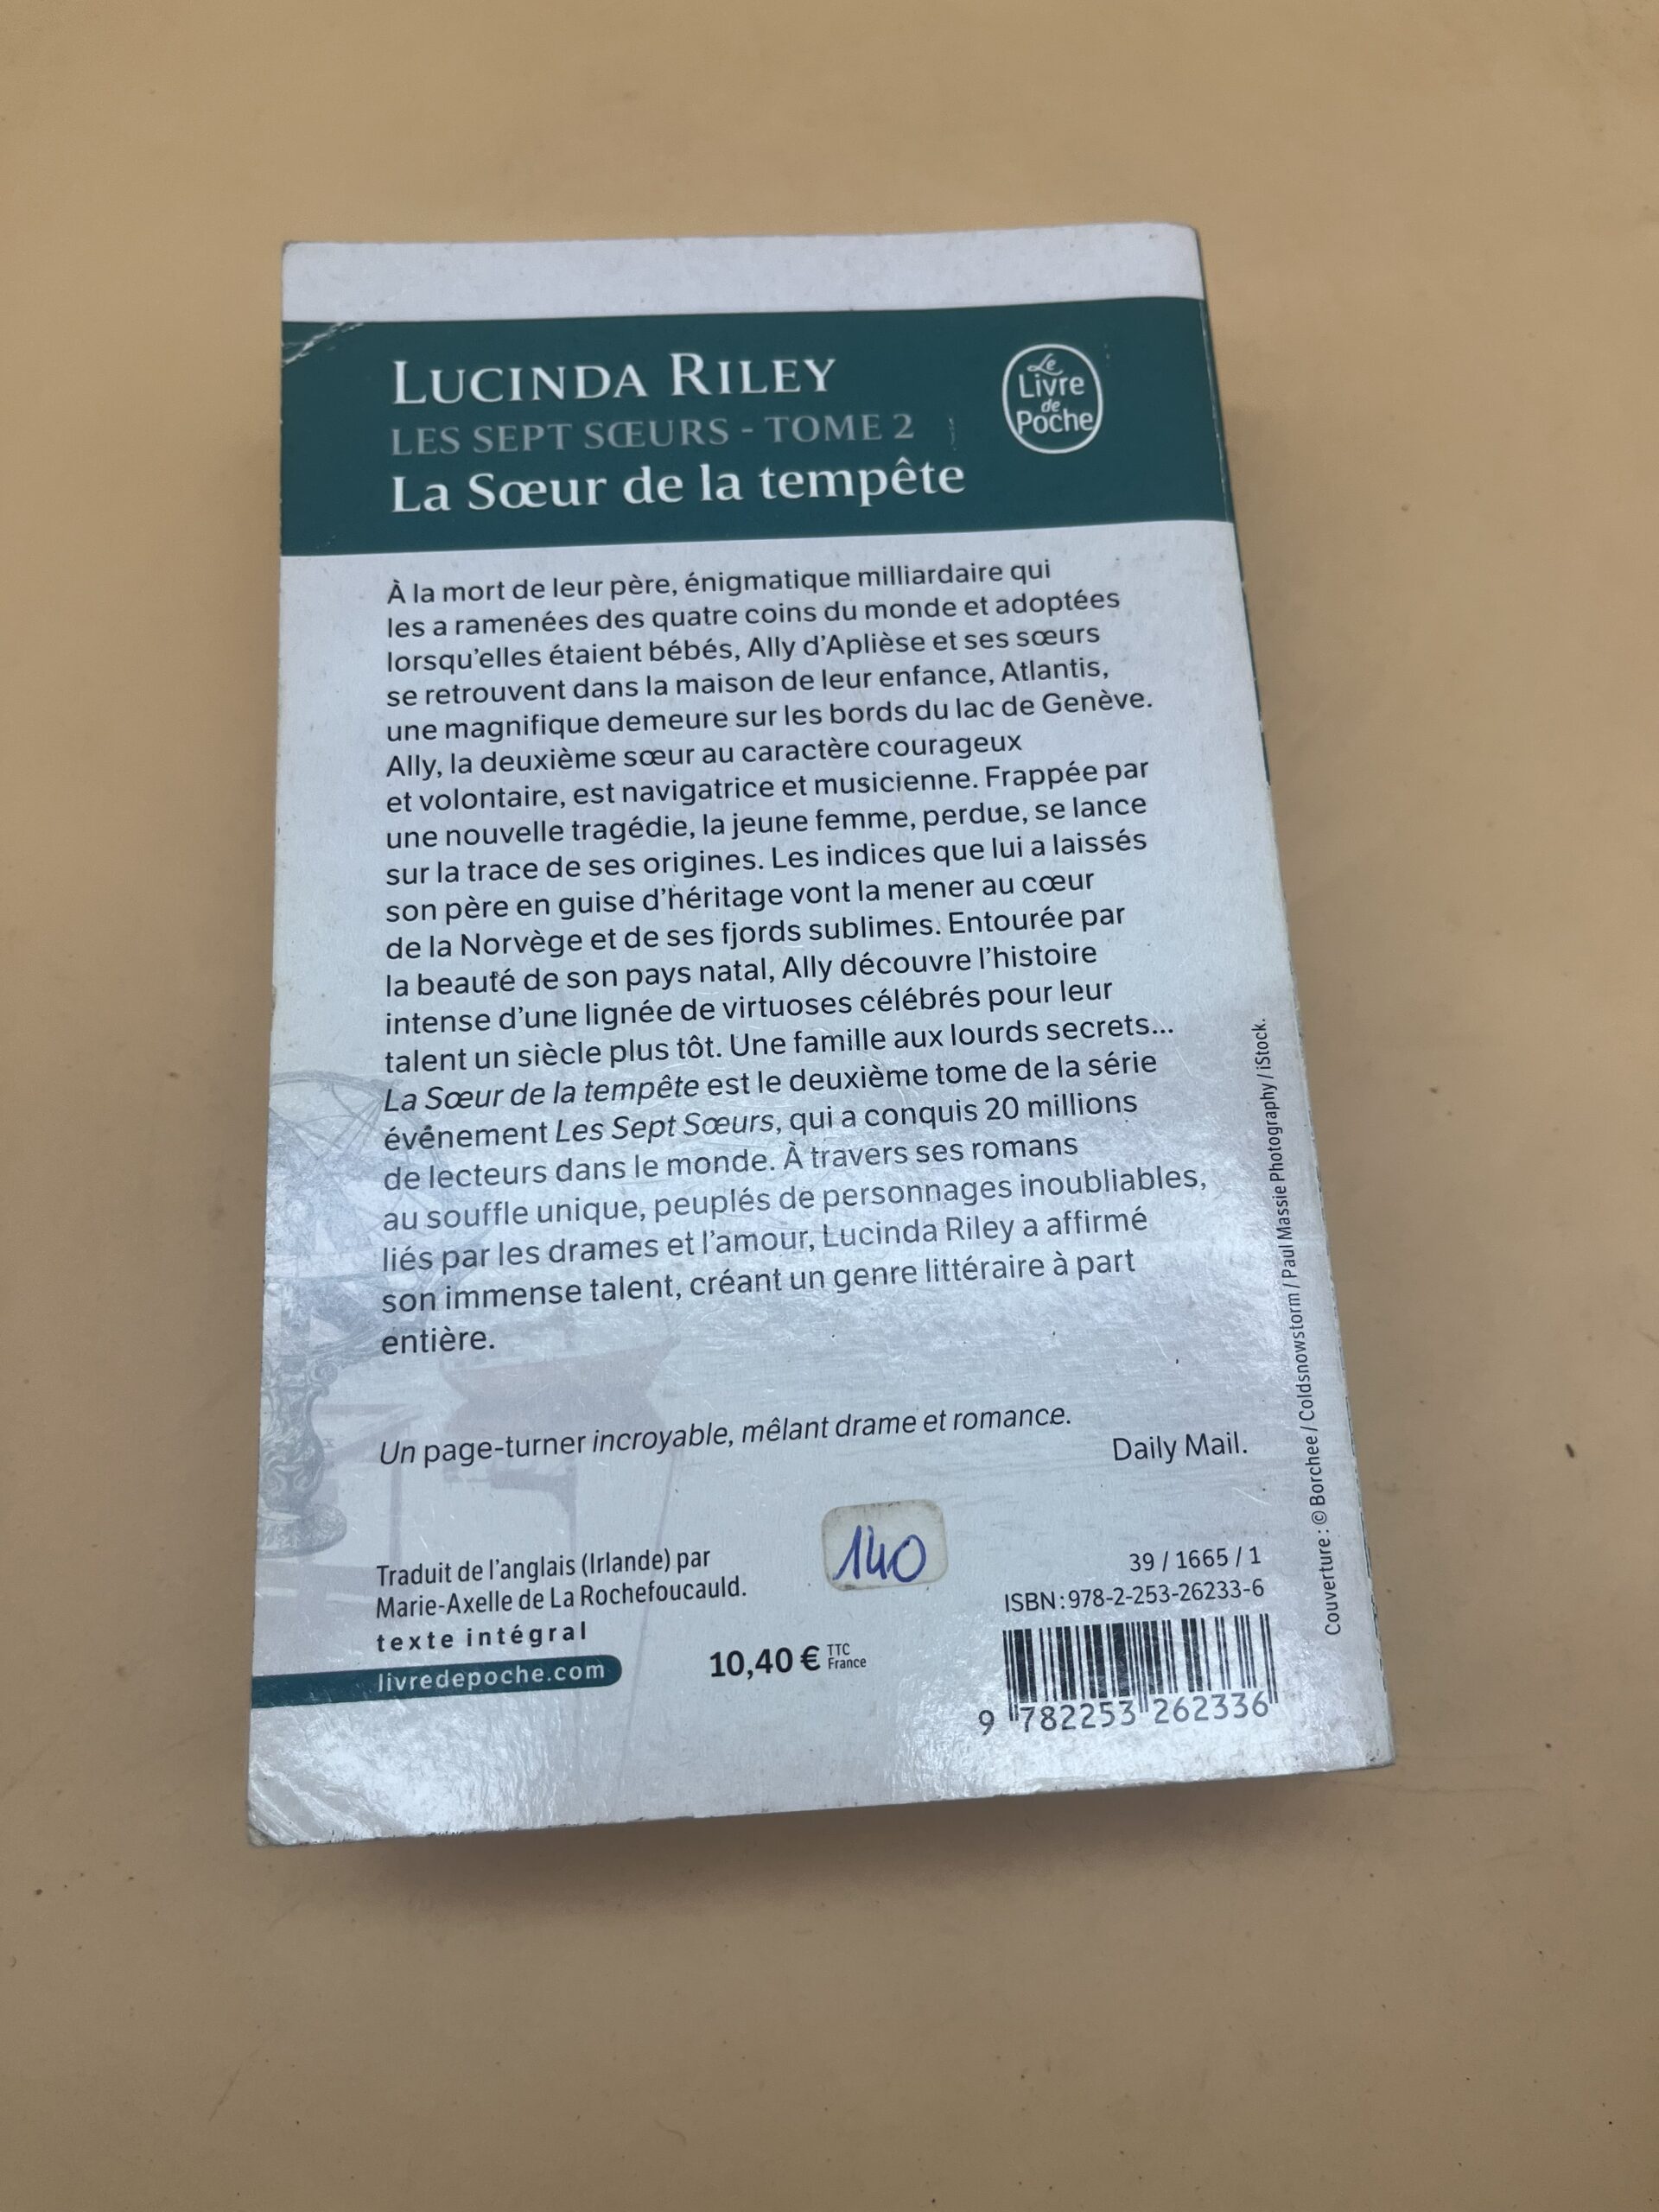 LUCINDA RILEY
LES SEPT SŒURS - TOME 2
La Sœur de la tempête
Le
Livre
de
Poche
À la mort de leur père, énigmatique milliardaire qui
les a ramenées des quatre coins du monde et adoptées
lorsqu'elles étaient bébés, Ally d'Aplièse et ses sœurs
se retrouvent dans la maison de leur enfance, Atlantis,
une magnifique demeure sur les bords du lac de Genève.
Ally, la deuxième sœur au caractère courageux
et volontaire, est navigatrice et musicienne. Frappée par
une nouvelle tragédie, la jeune femme, perdue, se lance
sur la trace de ses origines. Les indices que lui a laissés
son père en guise d'héritage vont la mener au cœur
de la Norvège et de ses fjords sublimes. Entourée par
la beauté de son pays natal, Ally découvre l'histoire
intense d'une lignée de virtuoses célébrés pour leur
talent un siècle plus tôt. Une famille aux lourds secrets...
La Sœur de la tempête est le deuxième tome de la série
événement Les Sept Sœurs, qui a conquis 20 millions
de lecteurs dans le monde. À travers ses romans
au souffle unique, peuplés de personnages inoubliables,
liés par les drames et l'amour, Lucinda Riley a affirmé
son immense talent, créant un genre littéraire à part
entière.
Un page-turner incroyable, mêlant drame et romance.
Daily Mail.
Traduit de l'anglais (Irlande) par
Marie-Axelle de La Rochefoucauld.
texte intégral
livredepoche.com
140
10,40 € TTC
France
39 / 1665 / 1
ISBN : 978-2-253-26233-6
9 782253 262336
Couverture : © Borchee / Coldsnowstorm / Paul Massie Photography / iStock.